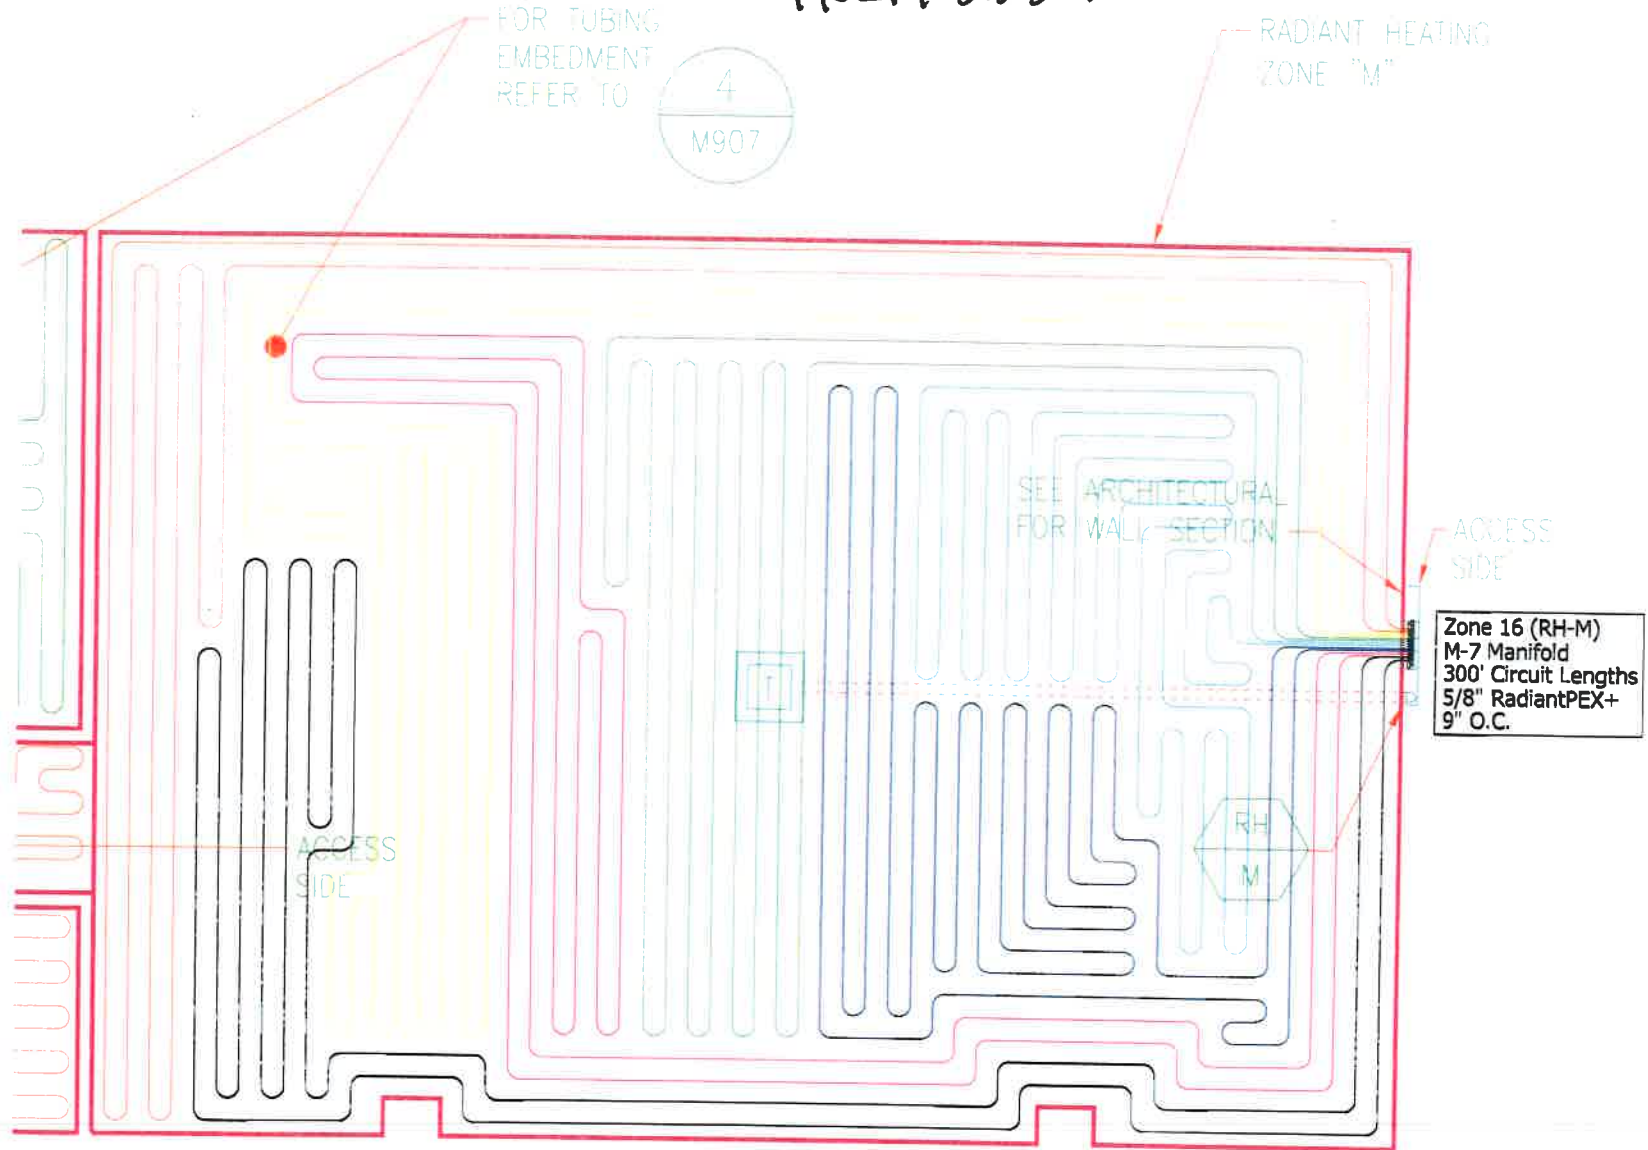 FOR TUBING
EMBEDMENT
REFER TO
4
M907
RADIANT HEATING
ZONE "M"
SEE ARCHITECTURAL
FOR WALL SECTION
ACCESS
SIDE
Zone 16 (RH-M)
M-7 Manifold
300' Circuit Lengths
5/8" RadiantPEX+
9" O.C.
T
RH
M
ACCESS
SIDE